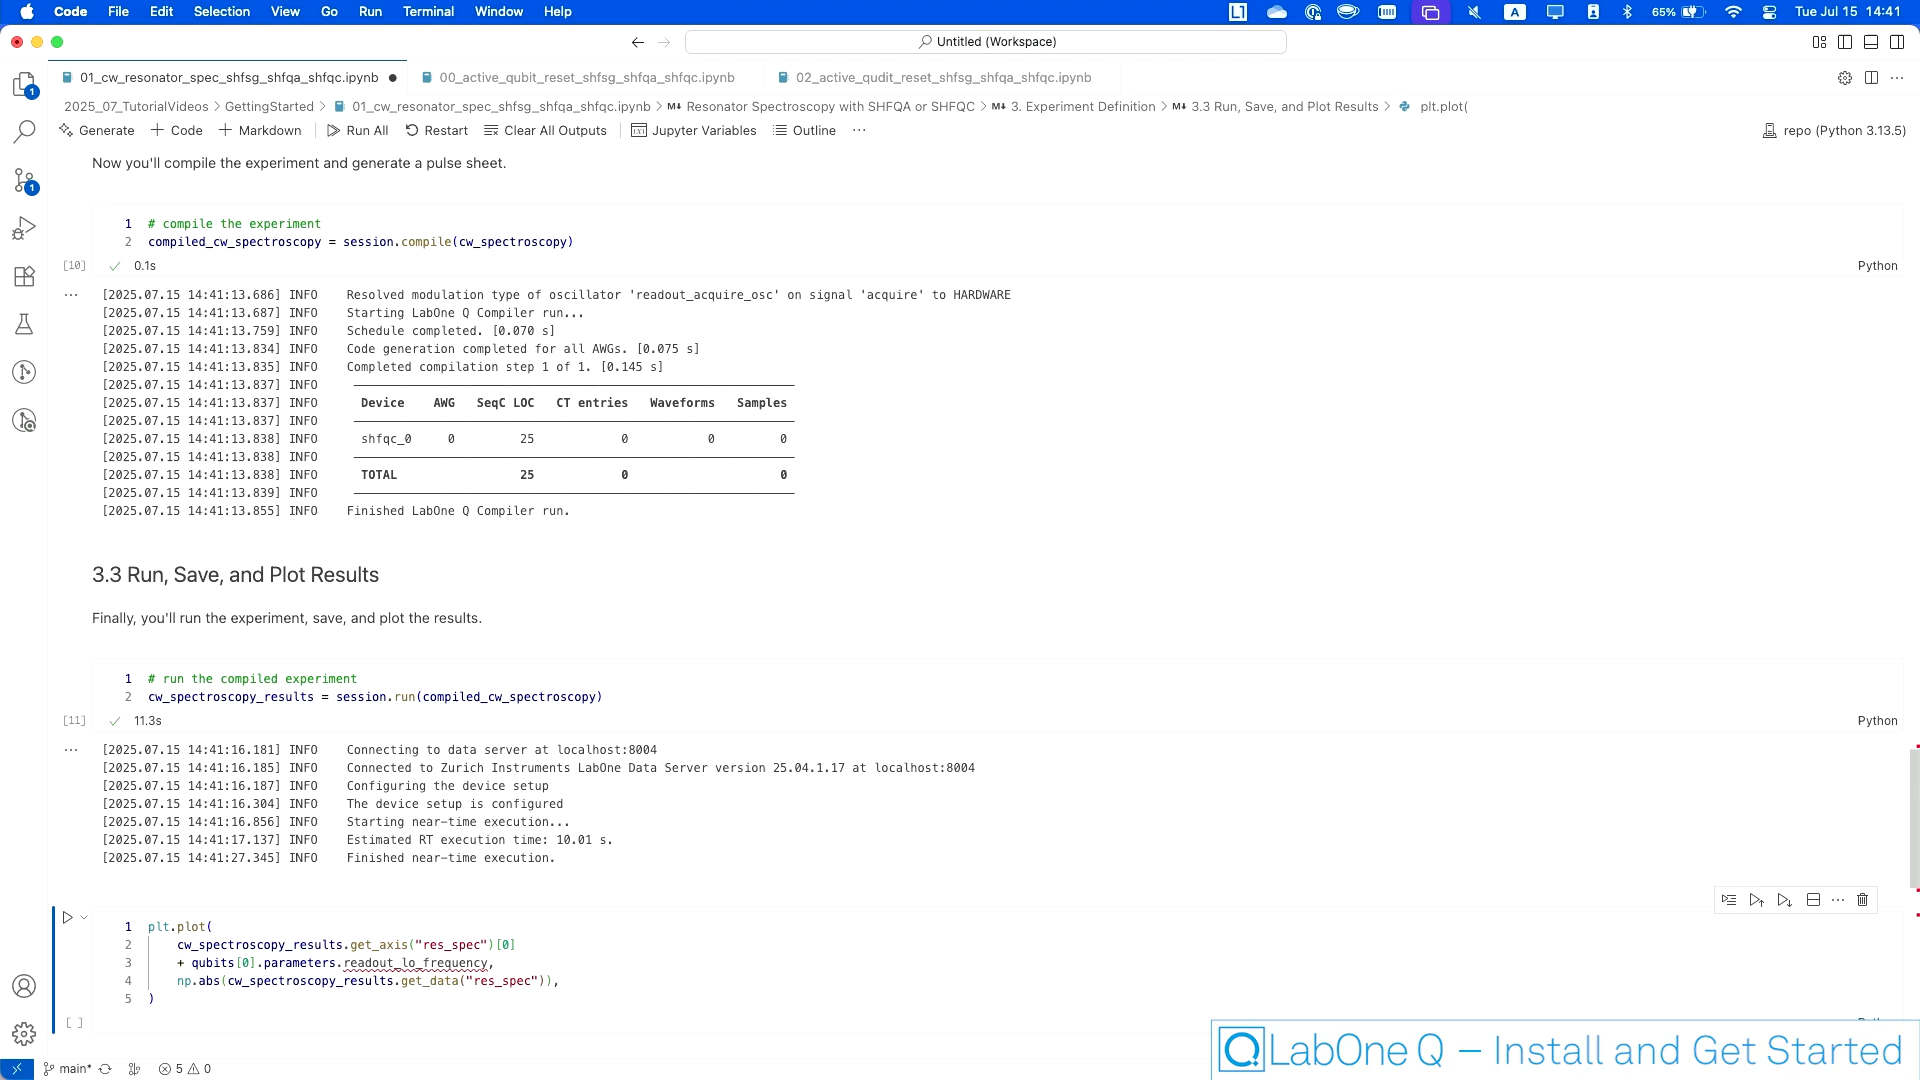 Code File Edit Selection View Go Run Terminal Window Help A 65% Tue Jul 15 14:41
Untitled (Workspace)
01_cw_resonator_spec_shfsg_shfqa_shfqc.ipynb 00_active_qubit_reset_shfsg_shfqa_shfqc.ipynb 02_active_qudit_reset_shfsg_shfqa_shfqc.ipynb
2025_07_TutorialVideos > GettingStarted > 01_cw_resonator_spec_shfsg_shfqa_shfqc.ipynb > M↓ Resonator Spectroscopy with SHFQA or SHFQC > M↓ 3. Experiment Definition > M↓ 3.3 Run, Save, and Plot Results > plt.plot(
Generate + Code + Markdown Run All Restart Clear All Outputs Jupyter Variables Outline ... repo (Python 3.13.5)
Now you'll compile the experiment and generate a pulse sheet.
1 # compile the experiment
2 compiled_cw_spectroscopy = session.compile(cw_spectroscopy)
[10] ✓ 0.1s Python
[2025.07.15 14:41:13.686] INFO Resolved modulation type of oscillator 'readout_acquire_osc' on signal 'acquire' to HARDWARE
[2025.07.15 14:41:13.687] INFO Starting LabOne Q Compiler run...
[2025.07.15 14:41:13.759] INFO Schedule completed. [0.070 s]
[2025.07.15 14:41:13.834] INFO Code generation completed for all AWGs. [0.075 s]
[2025.07.15 14:41:13.835] INFO Completed compilation step 1 of 1. [0.145 s]
[2025.07.15 14:41:13.837] INFO
[2025.07.15 14:41:13.837] INFO Device AWG SeqC LOC CT entries Waveforms Samples
[2025.07.15 14:41:13.837] INFO
[2025.07.15 14:41:13.838] INFO shfqc_0 0 25 0 0 0
[2025.07.15 14:41:13.838] INFO
[2025.07.15 14:41:13.838] INFO TOTAL 25 0 0
[2025.07.15 14:41:13.839] INFO
[2025.07.15 14:41:13.855] INFO Finished LabOne Q Compiler run.
3.3 Run, Save, and Plot Results
Finally, you'll run the experiment, save, and plot the results.
1 # run the compiled experiment
2 cw_spectroscopy_results = session.run(compiled_cw_spectroscopy)
[11] ✓ 11.3s Python
[2025.07.15 14:41:16.181] INFO Connecting to data server at localhost:8004
[2025.07.15 14:41:16.185] INFO Connected to Zurich Instruments LabOne Data Server version 25.04.1.17 at localhost:8004
[2025.07.15 14:41:16.187] INFO Configuring the device setup
[2025.07.15 14:41:16.304] INFO The device setup is configured
[2025.07.15 14:41:16.856] INFO Starting near-time execution...
[2025.07.15 14:41:17.137] INFO Estimated RT execution time: 10.01 s.
[2025.07.15 14:41:27.345] INFO Finished near-time execution.
1 plt.plot(
2 cw_spectroscopy_results.get_axis("res_spec")[0]
3 + qubits[0].parameters.readout_lo_frequency,
4 np.abs(cw_spectroscopy_results.get_data("res_spec")),
5 )
[ ]
LabOne Q – Install and Get Started
main* 5 0